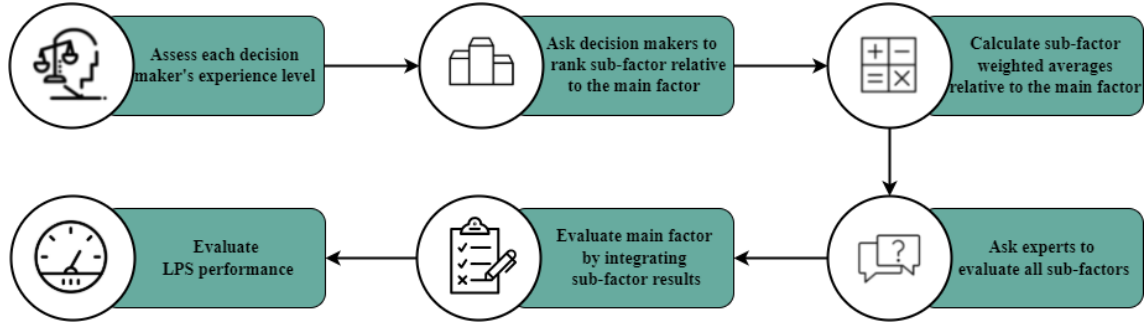 Assess each decision
maker's experience level
Ask decision makers to
rank sub-factor relative
to the main factor
Calculate sub-factor
weighted averages
relative to the main factor
Ask experts to
evaluate all sub-factors
Evaluate main factor
by integrating
sub-factor results
Evaluate
LPS performance